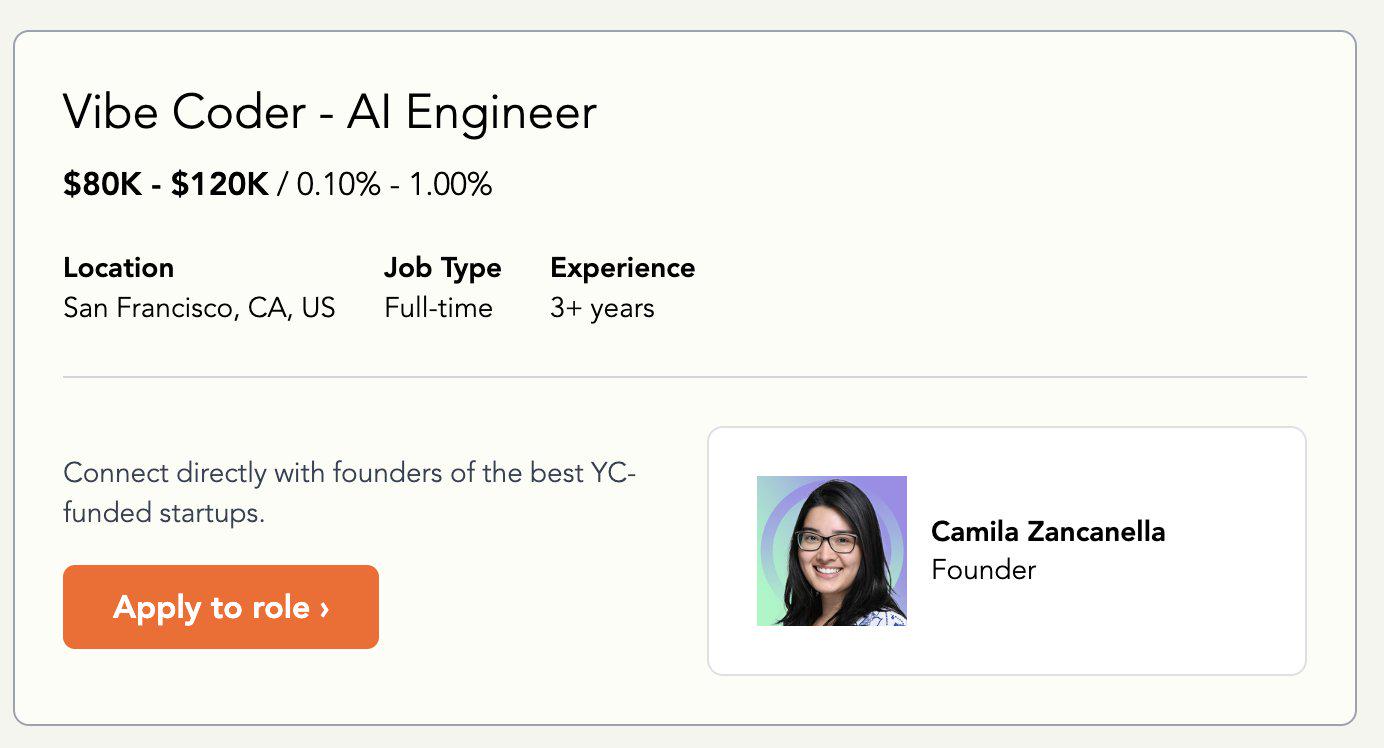 Vibe Coder - AI Engineer
$80K - $120K / 0.10% - 1.00%
Location
San Francisco, CA, US
Job Type
Full-time
Experience
3+ years
Connect directly with founders of the best YC-
funded startups.
Apply to role ›
Camila Zancanella
Founder